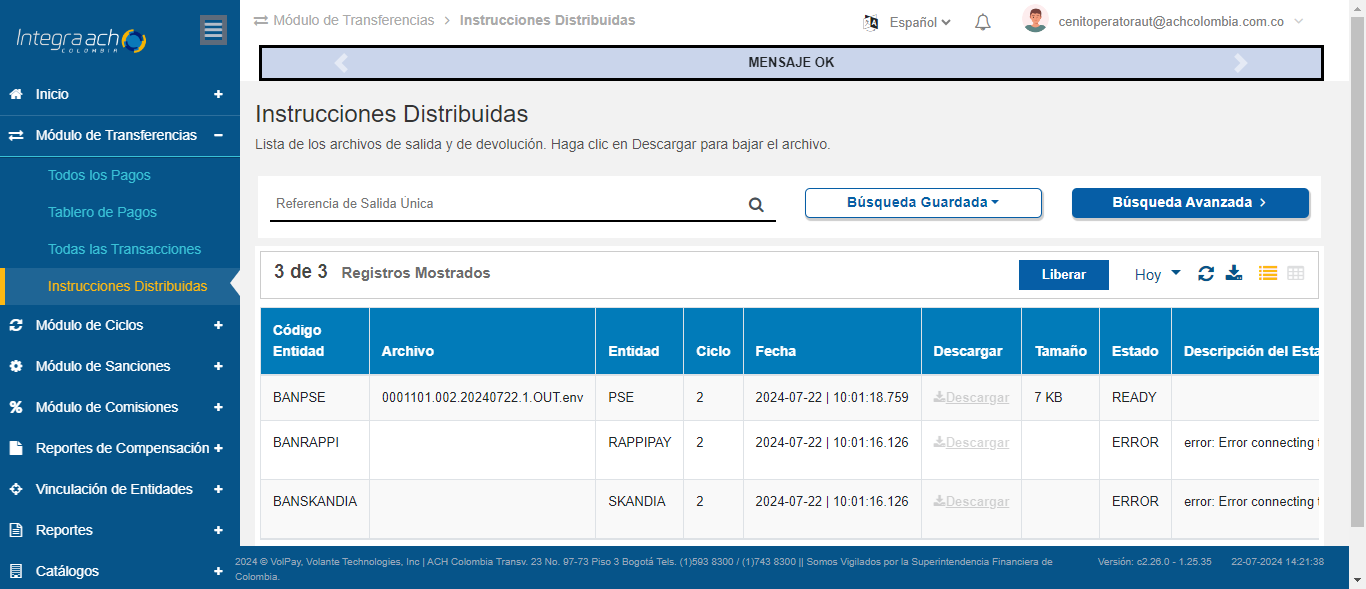 Integra ach
COLOMBIA
Módulo de Transferencias > Instrucciones Distribuidas
Español
cenitoperatoraut@achcolombia.com.co
MENSAJE OK
Inicio +
Módulo de Transferencias −
Todos los Pagos
Tablero de Pagos
Todas las Transacciones
Instrucciones Distribuidas
Módulo de Ciclos +
Módulo de Sanciones +
Módulo de Comisiones +
Reportes de Compensación +
Vinculación de Entidades +
Reportes +
Catálogos +
Instrucciones Distribuidas
Lista de los archivos de salida y de devolución. Haga clic en Descargar para bajar el archivo.
Referencia de Salida Única
Búsqueda Guardada
Búsqueda Avanzada >
3 de 3 Registros Mostrados
Liberar
Hoy
Código Entidad Archivo Entidad Ciclo Fecha Descargar Tamaño Estado Descripción del Esta
BANPSE 0001101.002.20240722.1.OUT.env PSE 2 2024-07-22 | 10:01:18.759 Descargar 7 KB READY
BANRAPPI RAPPIPAY 2 2024-07-22 | 10:01:16.126 Descargar ERROR error: Error connecting
BANSKANDIA SKANDIA 2 2024-07-22 | 10:01:16.126 Descargar ERROR error: Error connecting
2024 © VolPay, Volante Technologies, Inc | ACH Colombia Transv. 23 No. 97-73 Piso 3 Bogotá Tels. (1)593 8300 / (1)743 8300 || Somos Vigilados por la Superintendencia Financiera de
Colombia.
Versión: c2.26.0 - 1.25.35 22-07-2024 14:21:38